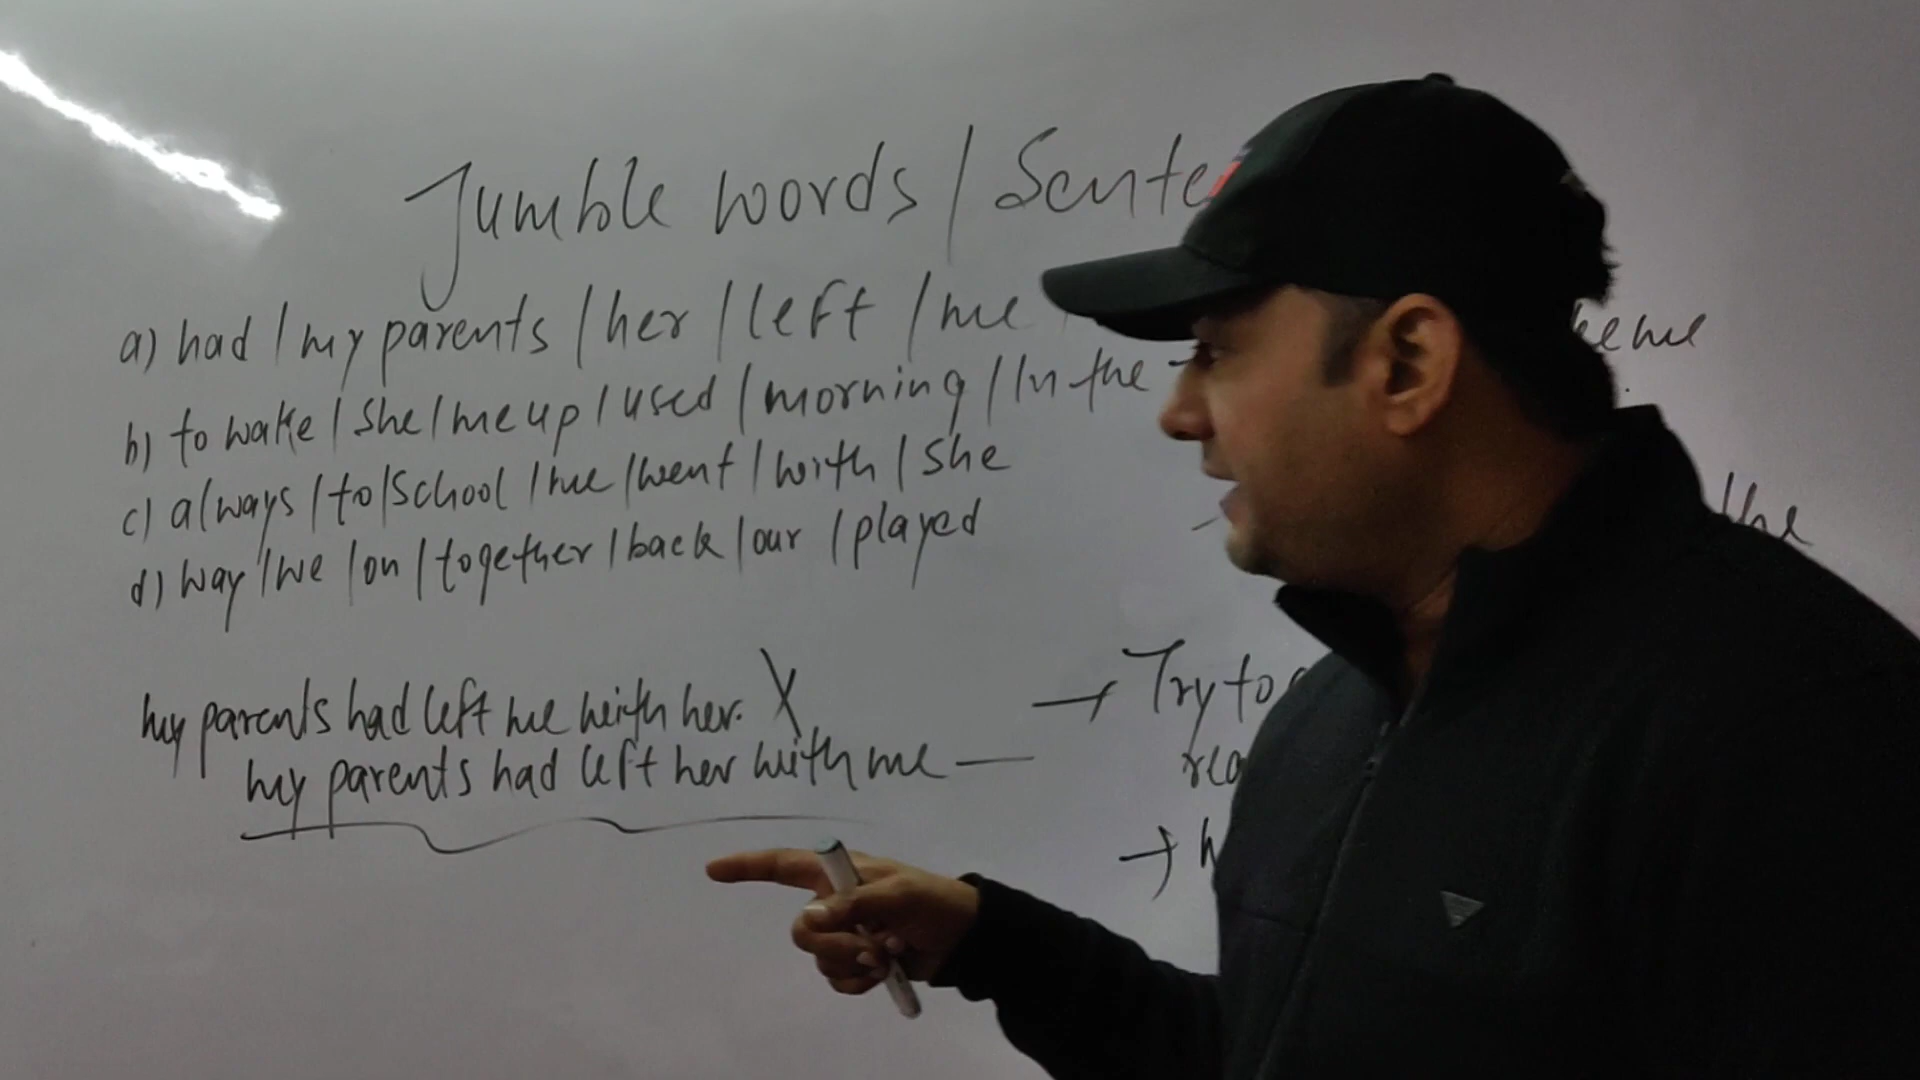 Jumble words / Sente
a) had / my parents / her / left / me
b) to wake / she / me up / used / morning / In the
c) always / to / School / me / went / with / she
d) way / we / on / together / back / our / played
my parents had left me with her. X
my parents had left her with me —
→ Try to
→